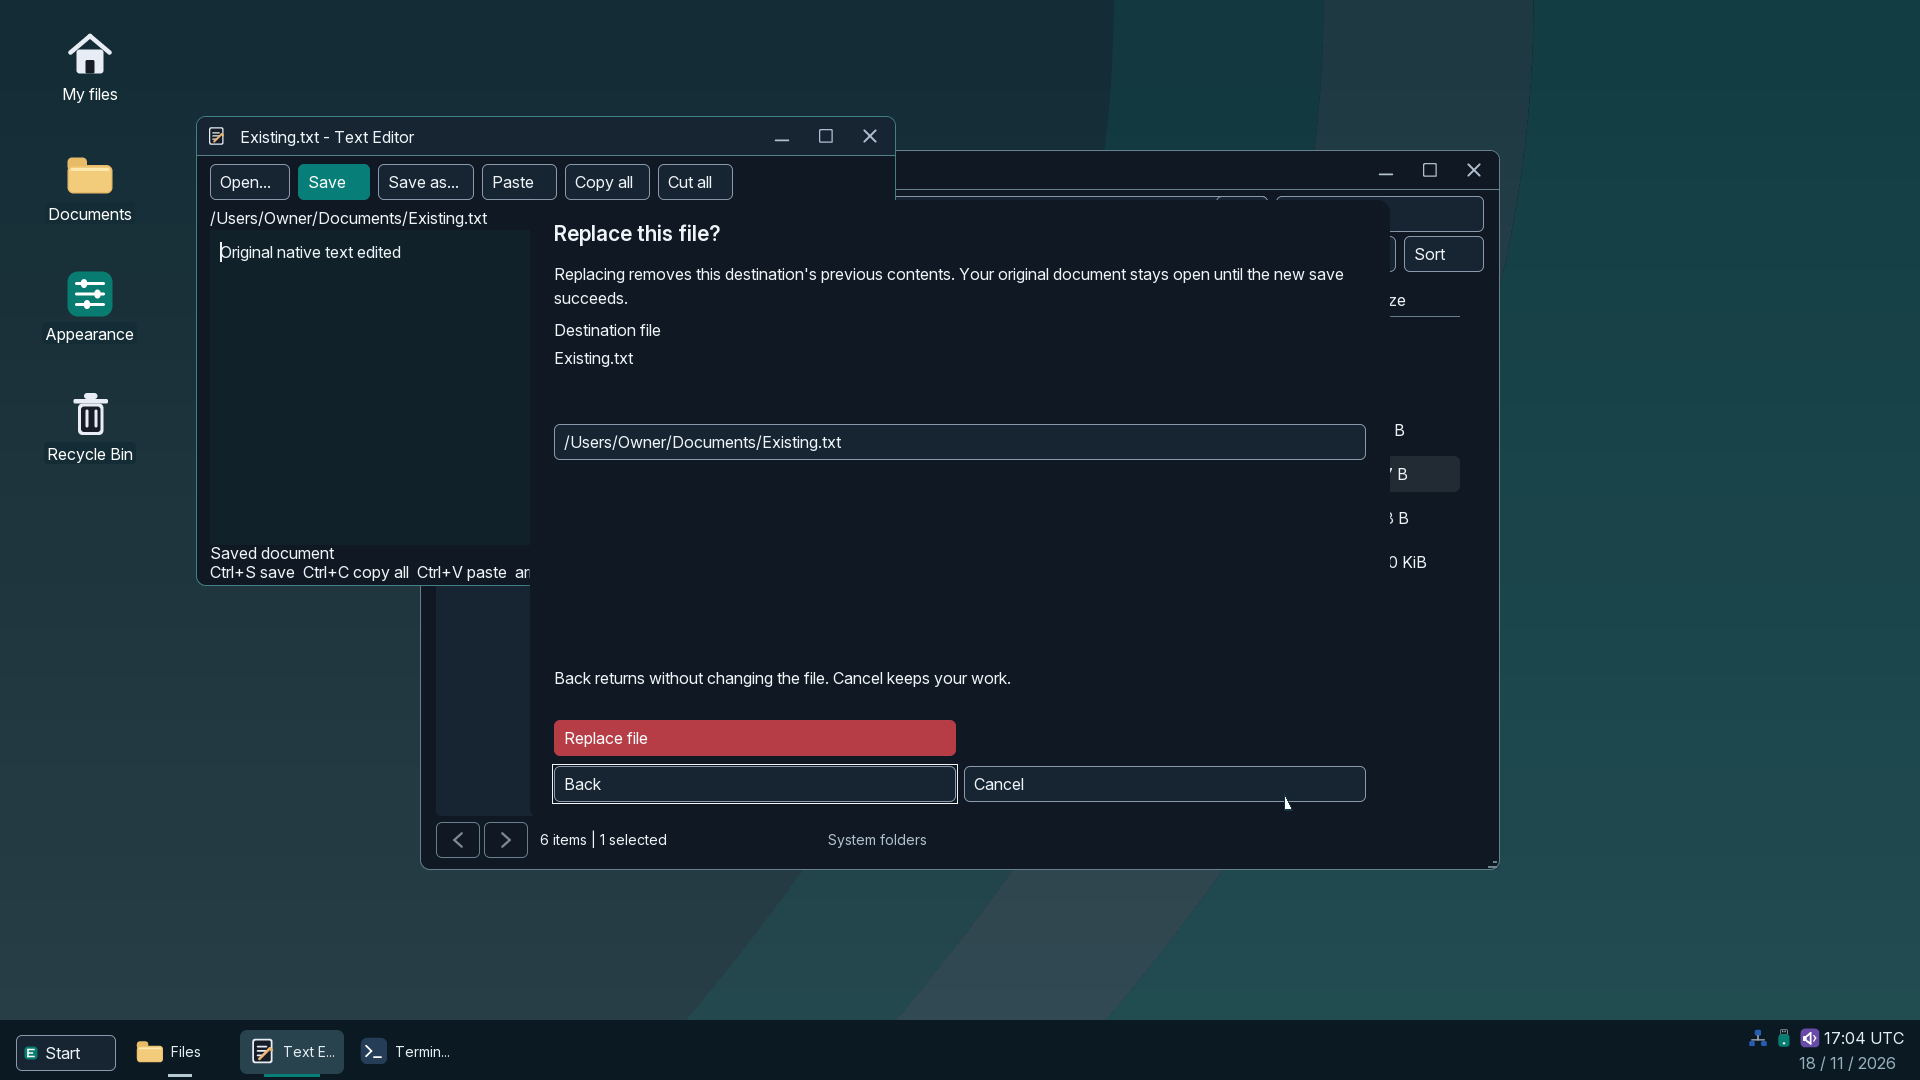 My files
Documents
Appearance
Recycle Bin
Existing.txt - Text Editor
Open...
Save
Save as...
Paste
Copy all
Cut all
/Users/Owner/Documents/Existing.txt
Original native text edited
Saved document
Ctrl+S save  Ctrl+C copy all  Ctrl+V paste
Sort
B
B
B
KiB
Replace this file?
Replacing removes this destination's previous contents. Your original document stays open until the new save
succeeds.
Destination file
Existing.txt
/Users/Owner/Documents/Existing.txt
Back returns without changing the file. Cancel keeps your work.
Replace file
Back
Cancel
6 items | 1 selected
System folders
Start
Files
Text E...
Termin...
17:04 UTC
18 / 11 / 2026